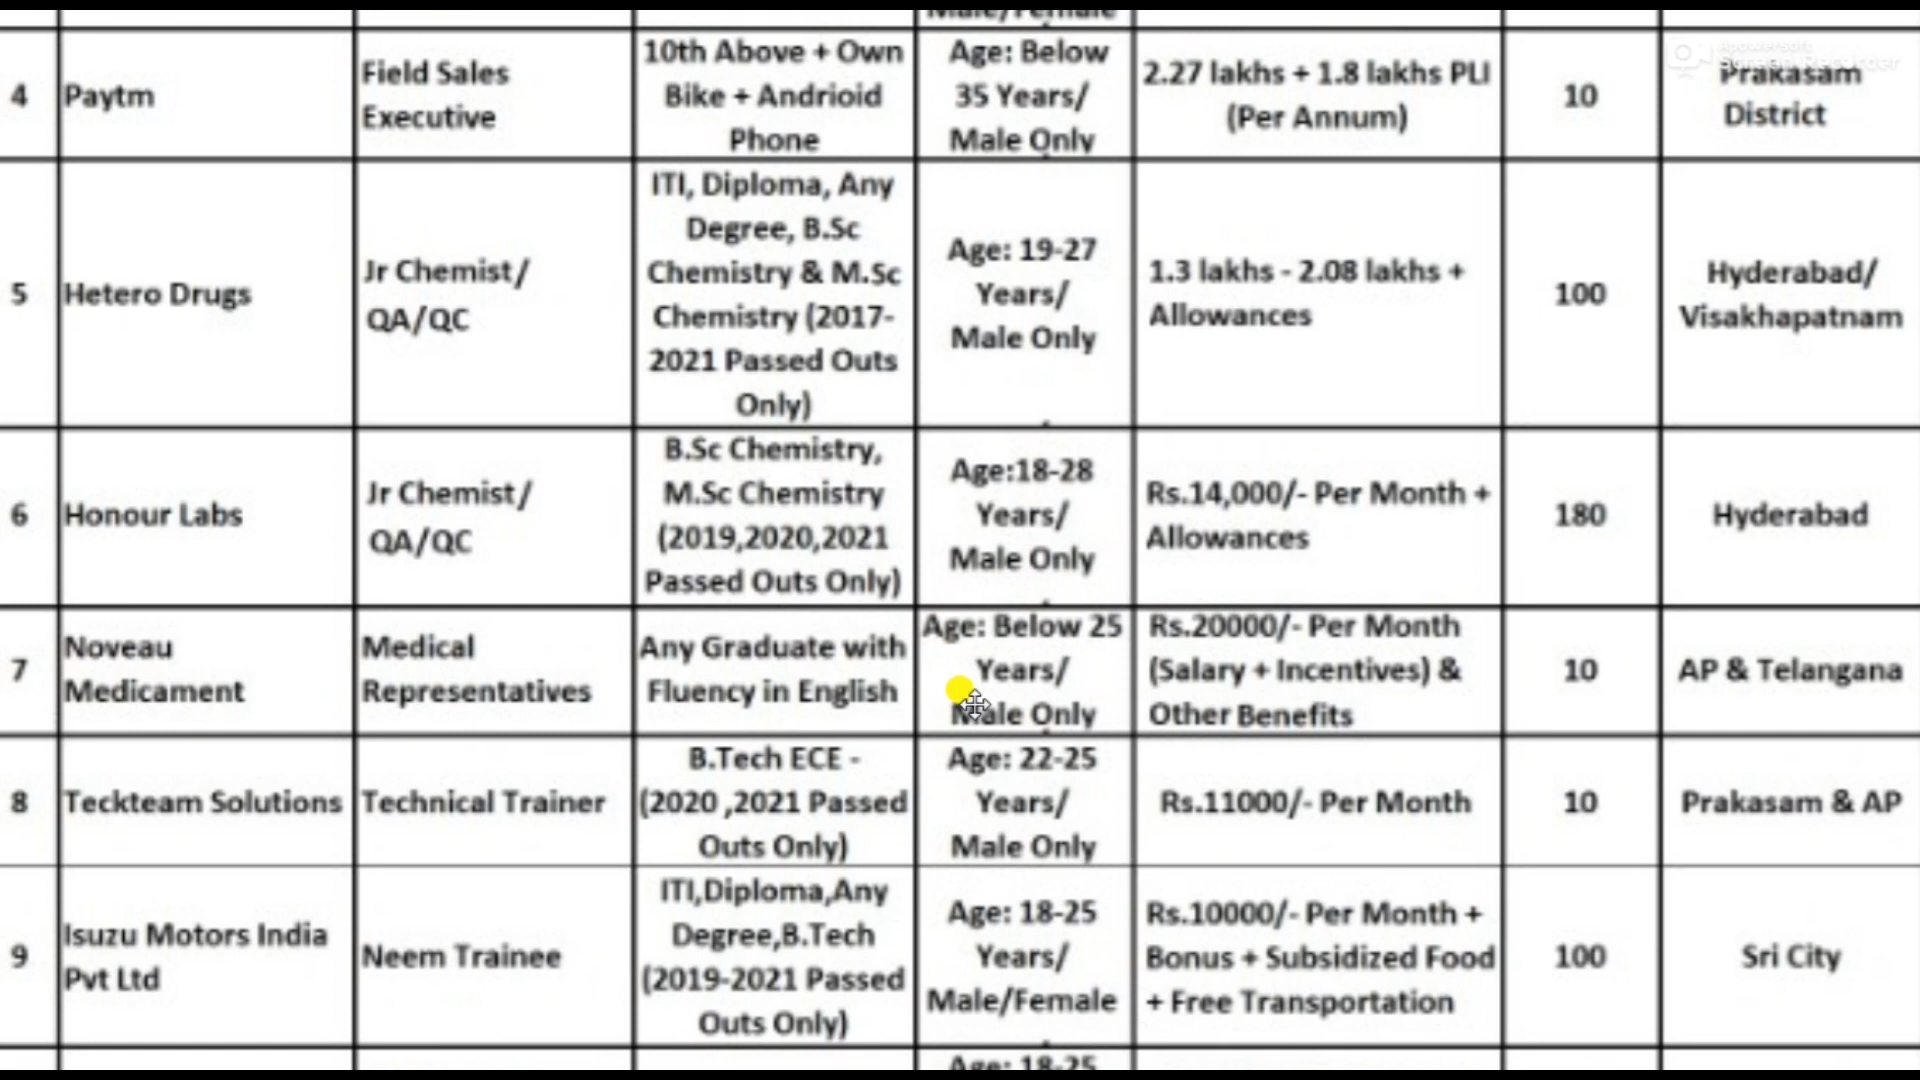 Male/Female
4
Paytm
Field Sales
Executive
10th Above + Own
Bike + Andrioid
Phone
Age: Below
35 Years/
Male Only
2.27 lakhs + 1.8 lakhs PLI
(Per Annum)
10
Prakasam
District
Apowersoft
Screen Recorder
5
Hetero Drugs
Jr Chemist/
QA/QC
ITI, Diploma, Any
Degree, B.Sc
Chemistry & M.Sc
Chemistry (2017-
2021 Passed Outs
Only)
Age: 19-27
Years/
Male Only
1.3 lakhs - 2.08 lakhs +
Allowances
100
Hyderabad/
Visakhapatnam
6
Honour Labs
Jr Chemist/
QA/QC
B.Sc Chemistry,
M.Sc Chemistry
(2019,2020,2021
Passed Outs Only)
Age:18-28
Years/
Male Only
Rs.14,000/- Per Month +
Allowances
180
Hyderabad
7
Noveau
Medicament
Medical
Representatives
Any Graduate with
Fluency in English
Age: Below 25
Years/
Male Only
Rs.20000/- Per Month
(Salary + Incentives) &
Other Benefits
10
AP & Telangana
8
Teckteam Solutions
Technical Trainer
B.Tech ECE -
(2020 ,2021 Passed
Outs Only)
Age: 22-25
Years/
Male Only
Rs.11000/- Per Month
10
Prakasam & AP
9
Isuzu Motors India
Pvt Ltd
Neem Trainee
ITI,Diploma,Any
Degree,B.Tech
(2019-2021 Passed
Outs Only)
Age: 18-25
Years/
Male/Female
Rs.10000/- Per Month +
Bonus + Subsidized Food
+ Free Transportation
100
Sri City
Age: 18-25